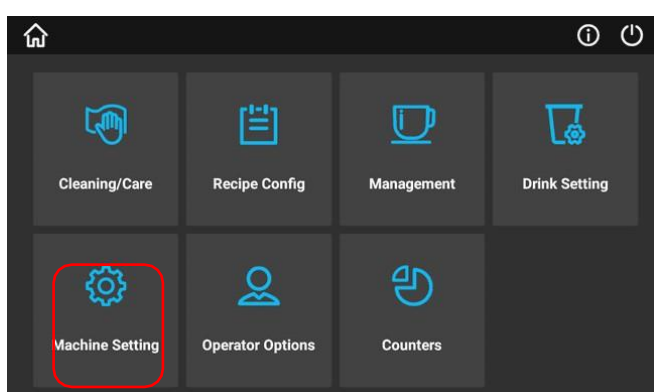 Cleaning/Care
Recipe Config
Management
Drink Setting
Machine Setting
Operator Options
Counters